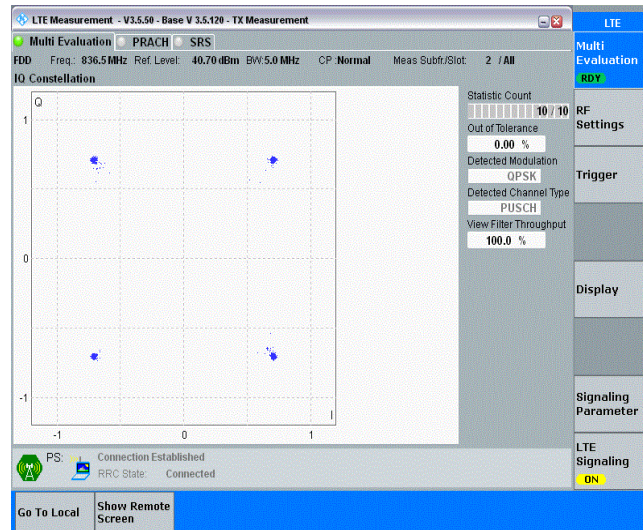 LTE Measurement - V3.5.50 - Base V 3.5.120 - TX Measurement
LTE
Multi Evaluation PRACH SRS
FDD Freq.: 836.5 MHz Ref. Level: 40.70 dBm BW:5.0 MHz CP :Normal Meas Subfr./Slot: 2 / All
IQ Constellation
Q
1
0
-1
-1 0 1
I
Statistic Count
10 / 10
Out of Tolerance
0.00 %
Detected Modulation
QPSK
Detected Channel Type
PUSCH
View Filter Throughput
100.0 %
Multi
Evaluation
RDY
RF
Settings
Trigger
Display
Signaling
Parameter
LTE
Signaling
ON
PS: Connection Established
RRC State: Connected
Go To Local
Show Remote
Screen